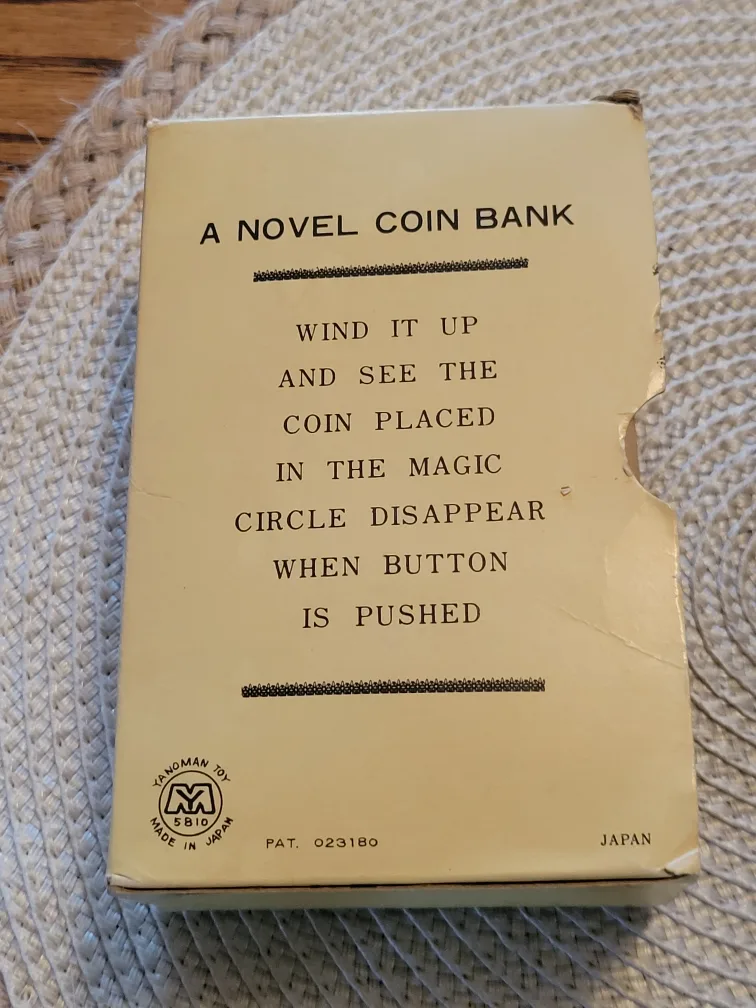 A NOVEL COIN BANK
WIND IT UP
AND SEE THE
COIN PLACED
IN THE MAGIC
CIRCLE DISAPPEAR
WHEN BUTTON
IS PUSHED
YANOMAN TOY
YM
5810
MADE IN JAPAN
PAT. 023180
JAPAN